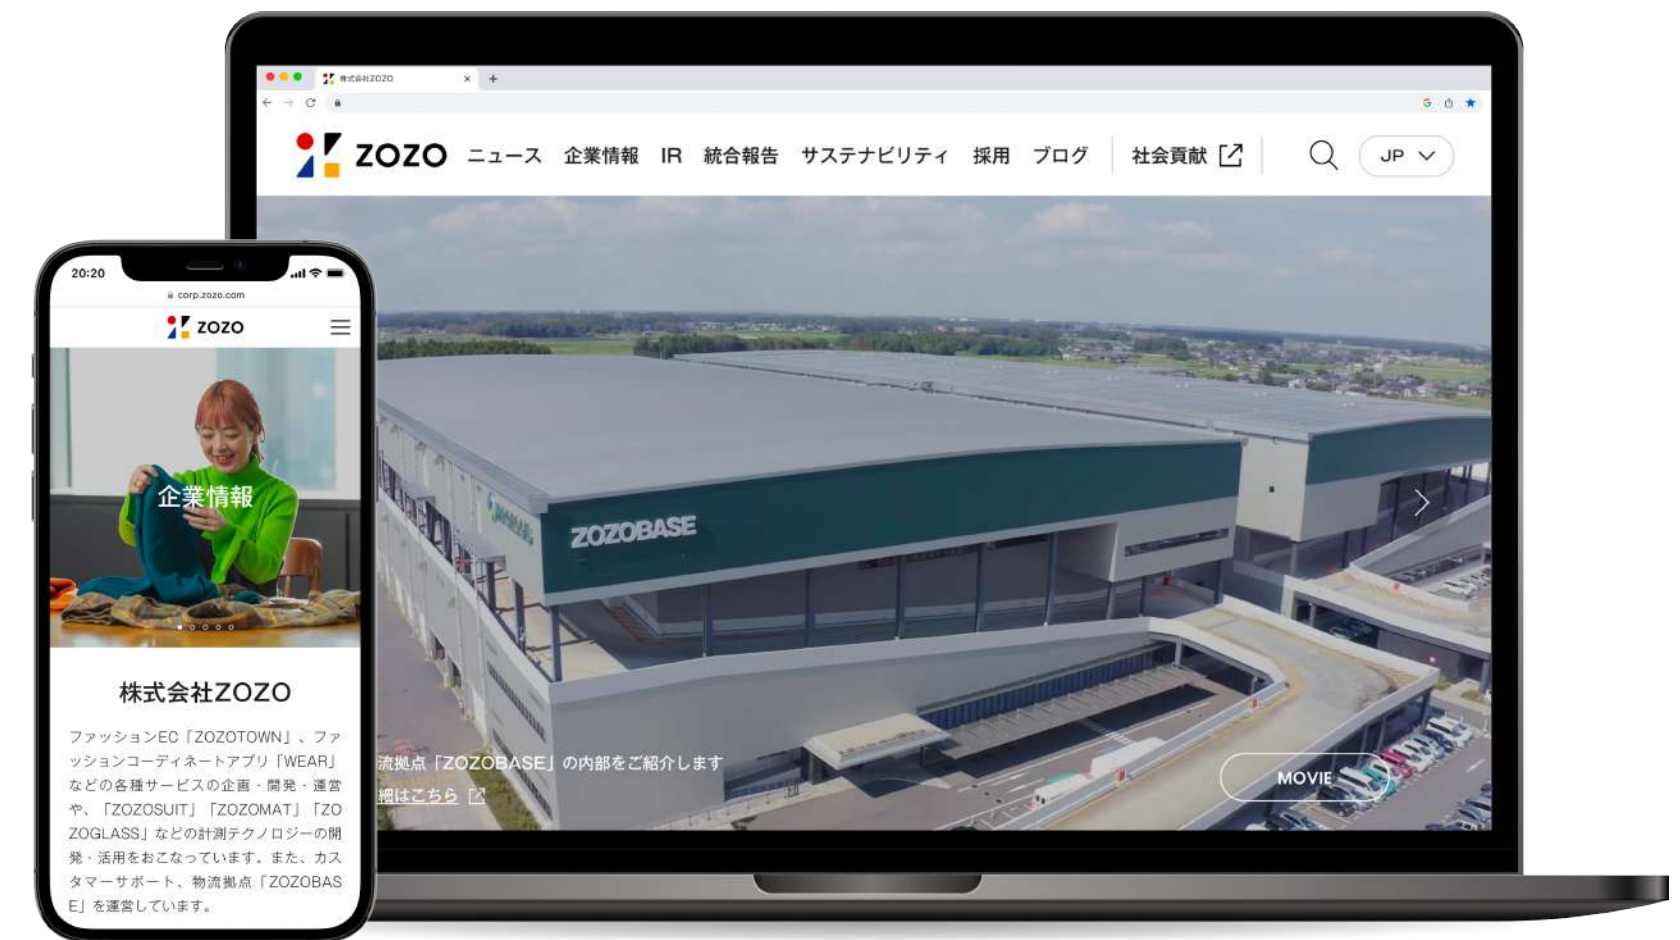 株式会社ZOZO
ZOZO
ニュース 企業情報 IR 統合報告 サステナビリティ 採用 ブログ 社会貢献 JP
ZOZOBASE
流拠点「ZOZOBASE」の内部をご紹介します
細はこちら
MOVIE
20:20
corp.zozo.com
ZOZO
企業情報
株式会社ZOZO
ファッションEC「ZOZOTOWN」、ファ
ッションコーディネートアプリ「WEAR」
などの各種サービスの企画・開発・運営
や、「ZOZOSUIT」「ZOZOMAT」「ZO
ZOGLASS」などの計測テクノロジーの開
発・活用をおこなっています。また、カス
タマーサポート、物流拠点「ZOZOBAS
E」を運営しています。